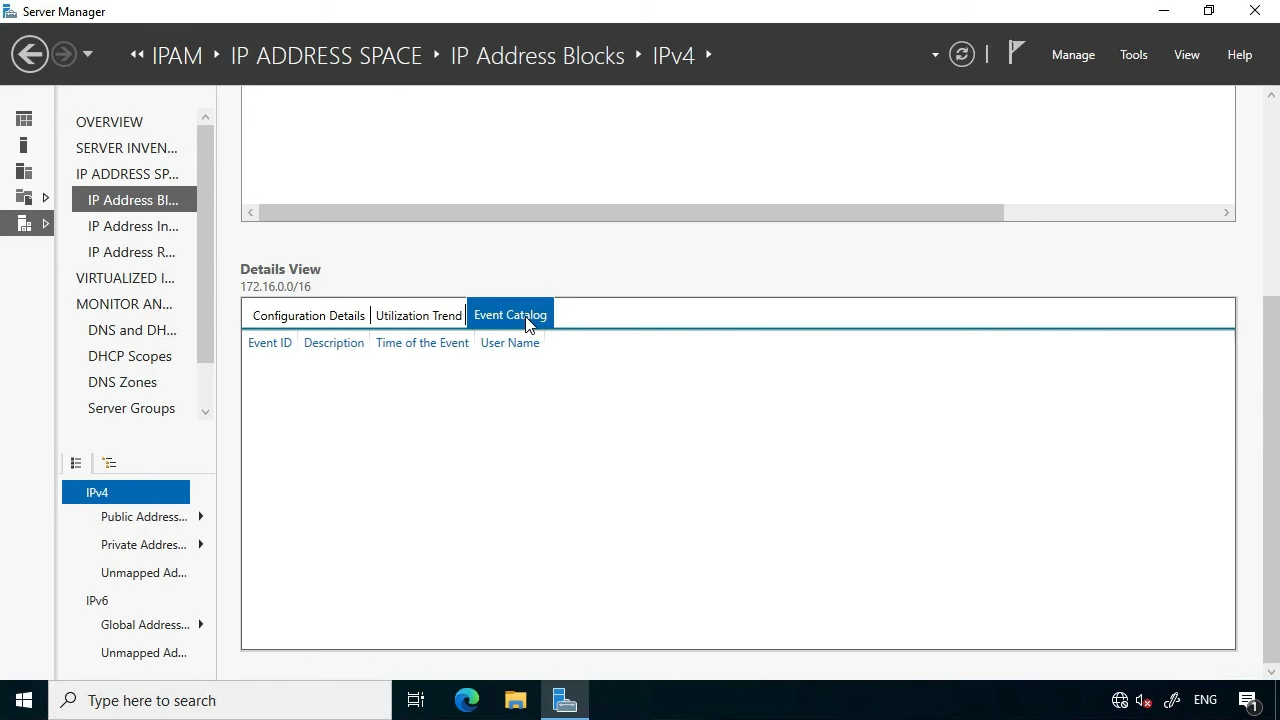 Server Manager
IPAM IP ADDRESS SPACE IP Address Blocks IPv4
Manage Tools View Help
OVERVIEW
SERVER INVEN...
IP ADDRESS SP...
IP Address Bl...
IP Address In...
IP Address R...
VIRTUALIZED I...
MONITOR AN...
DNS and DH...
DHCP Scopes
DNS Zones
Server Groups
IPv4
Public Address...
Private Addres...
Unmapped Ad...
IPv6
Global Address...
Unmapped Ad...
Details View
172.16.0.0/16
Configuration Details Utilization Trend Event Catalog
Event ID Description Time of the Event User Name
Type here to search
ENG
1